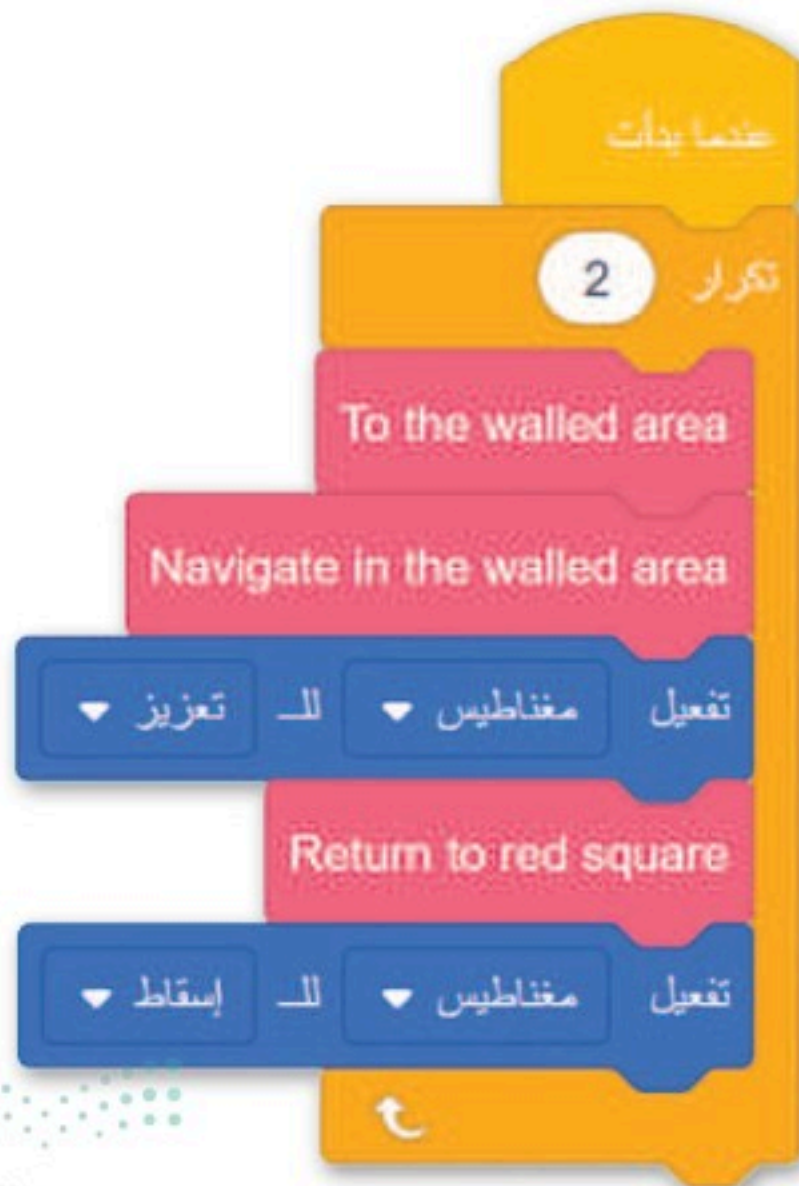 عندما بدأت
تكرار 2
To the walled area
Navigate in the walled area
تفعيل مغناطيس للـ تعزيز
Return to red square
تفعيل مغناطيس للـ إسقاط